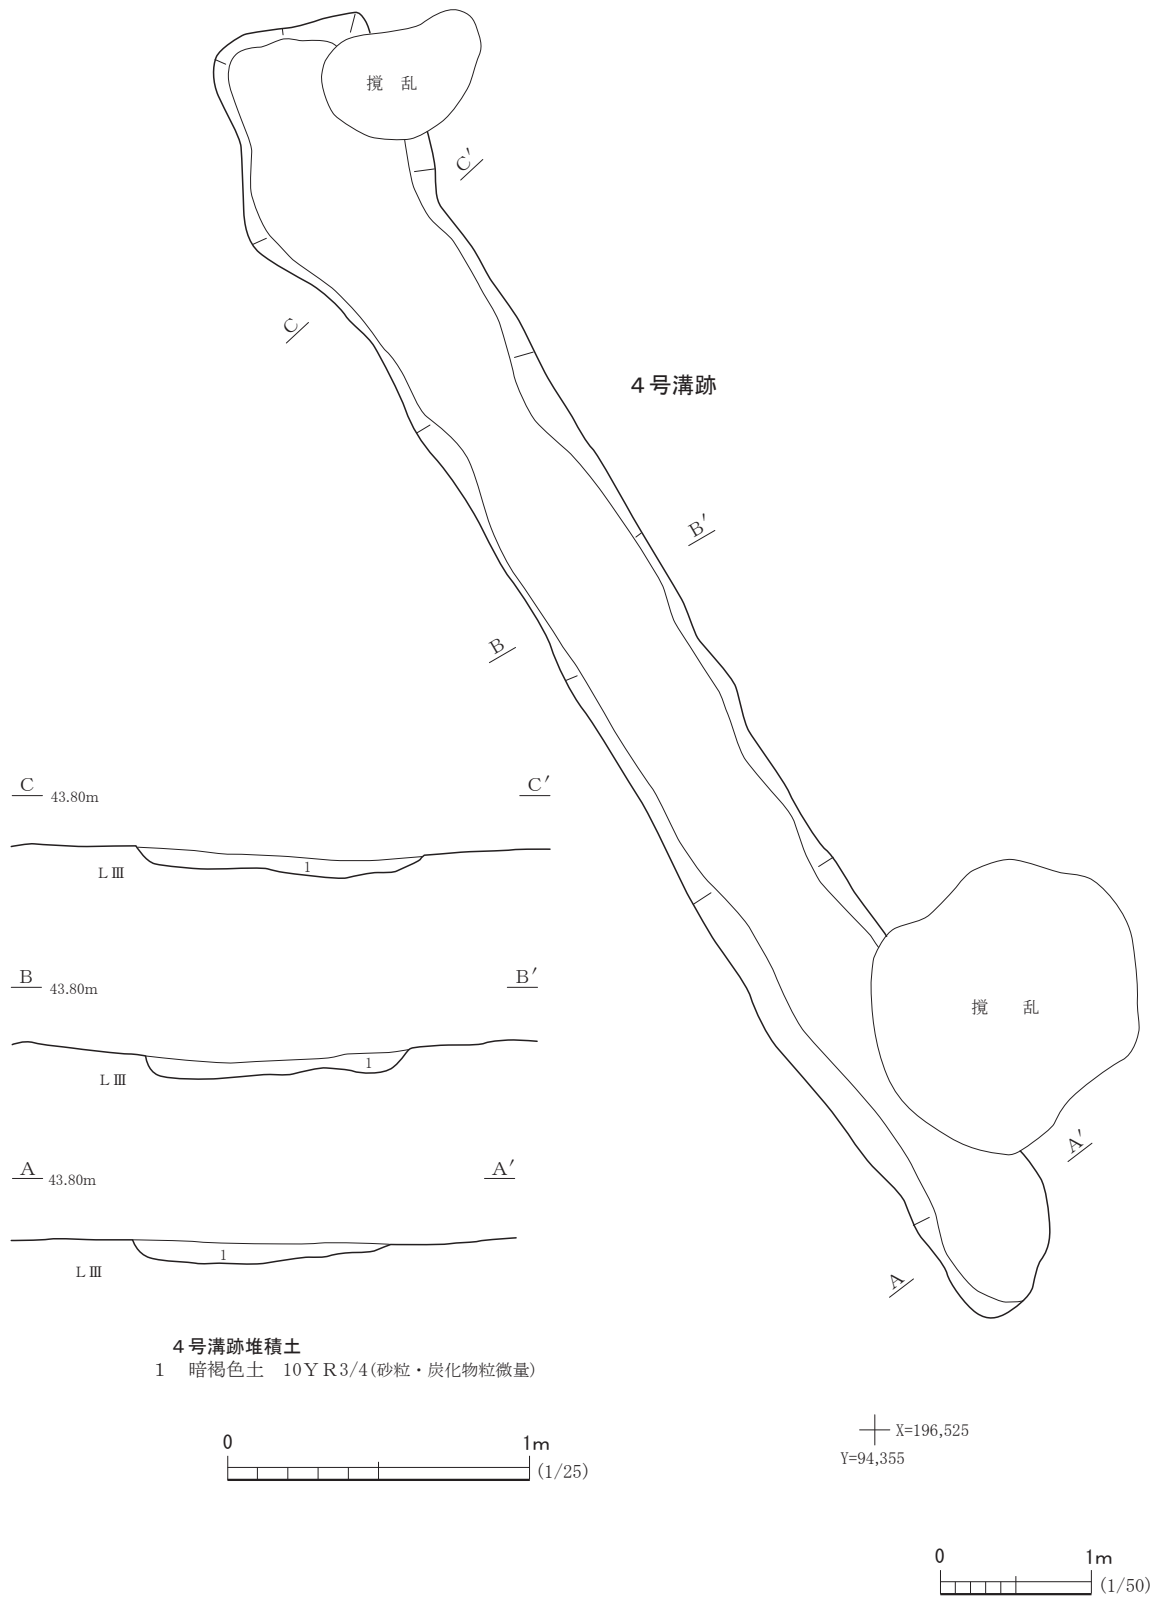 撹　乱
C′
C
４号溝跡
B′
B
C 43.80m C′
1
LⅢ
B 43.80m B′
1
LⅢ
撹　　乱
A′
A
A 43.80m A′
1
LⅢ
４号溝跡堆積土
1　暗褐色土　10YR3/4(砂粒・炭化物粒微量)
X=196,525
Y=94,355
0 1m
(1/25)
0 1m
(1/50)